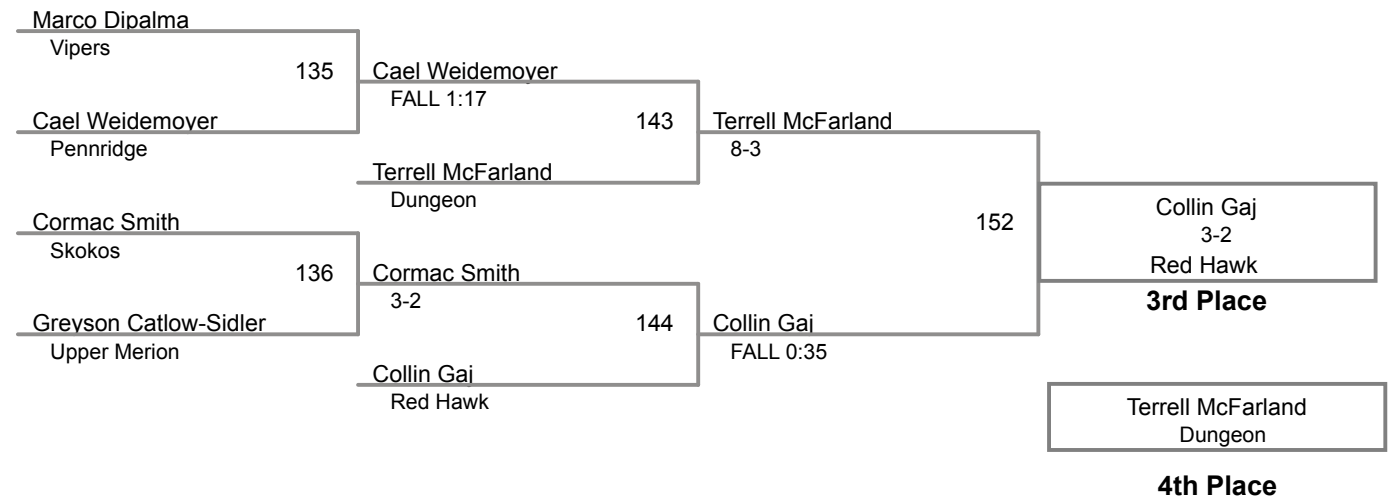 Marco Dipalma
Vipers
135
Cael Weidemoyer
FALL 1:17
Cael Weidemoyer
Pennridge
143
Terrell McFarland
8-3
Terrell McFarland
Dungeon
Cormac Smith
Skokos
152
Collin Gaj
3-2
Red Hawk
3rd Place
136
Cormac Smith
3-2
Greyson Catlow-Sidler
Upper Merion
144
Collin Gaj
FALL 0:35
Collin Gaj
Red Hawk
Terrell McFarland
Dungeon
4th Place